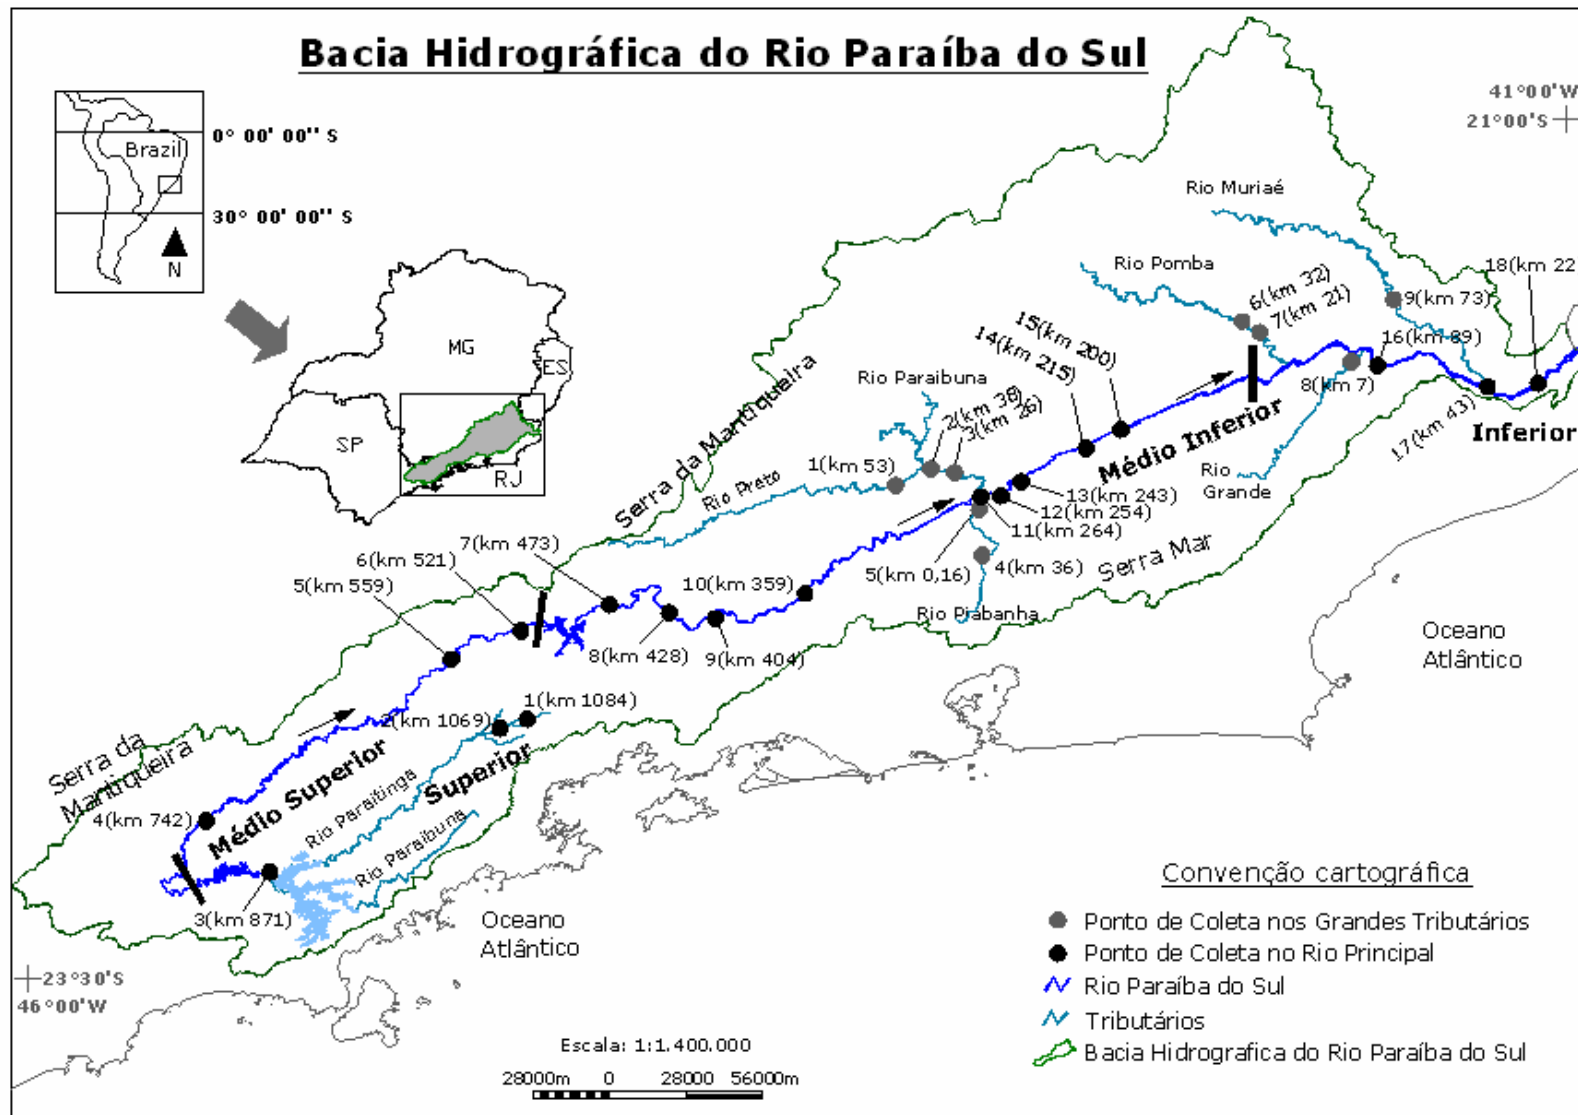 Bacia Hidrográfica do Rio Paraíba do Sul
41°00'W
21°00'S
0° 00' 00'' S
Brazil
30° 00' 00'' S
N
MG
ES
SP
RJ
Rio Muriaé
Rio Pomba
18(km 22
6(km 32)
7(km 21)
9(km 73)
15(km 200)
14(km 215)
16(km 89)
8(km 7)
17(km 43)
Inferior
Serra da Mantiqueira
Rio Paraibuna
2(km 38)
3(km 26)
1(km 53)
Rio Preto
Médio Inferior
Rio
Grande
13(km 243)
12(km 254)
11(km 264)
5(km 0,16)
4(km 36)
Serra Mar
Rio Piabanha
7(km 473)
6(km 521)
5(km 559)
10(km 359)
8(km 428)
9(km 404)
Oceano
Atlântico
1(km 1084)
2(km 1069)
Serra da
Mantiqueira
Médio Superior
Superior
Rio Paraitinga
Rio Paraibuna
4(km 742)
3(km 871)
Oceano
Atlântico
23°30'S
46°00'W
Convenção cartográfica
Ponto de Coleta nos Grandes Tributários
Ponto de Coleta no Rio Principal
Rio Paraíba do Sul
Tributários
Bacia Hidrografica do Rio Paraíba do Sul
Escala: 1:1.400.000
28000m 0 28000 56000m